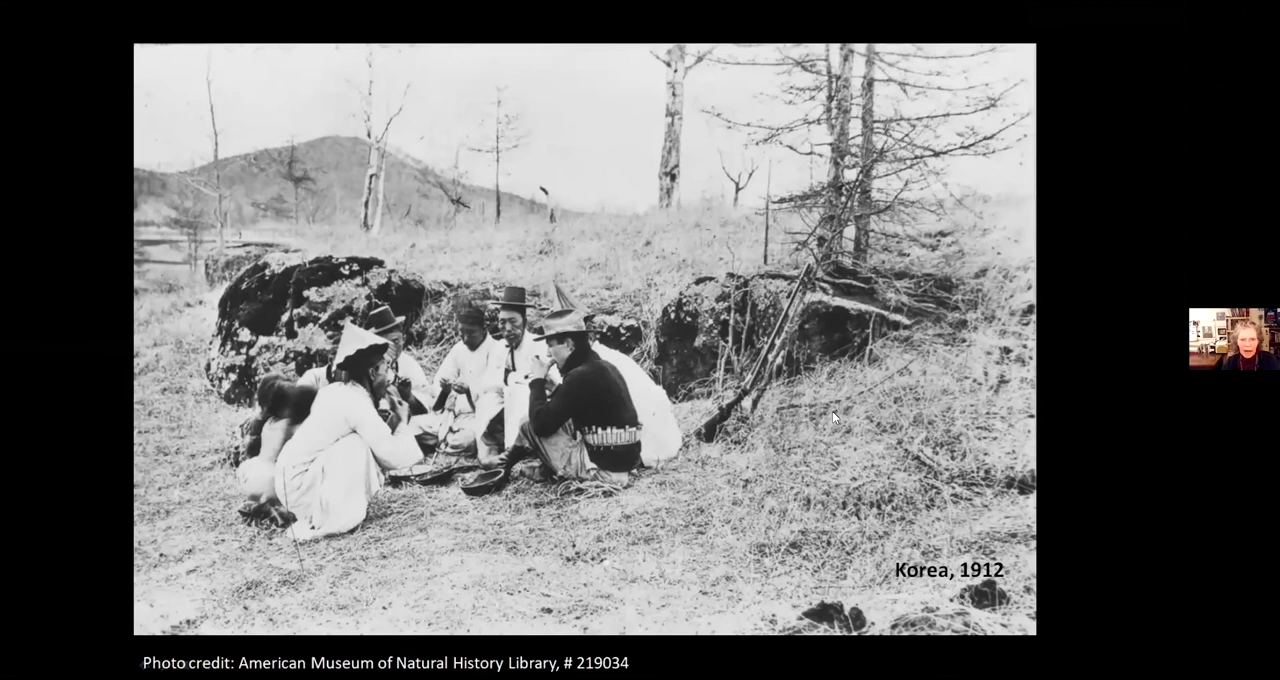 Korea, 1912
Photo credit: American Museum of Natural History Library, # 219034